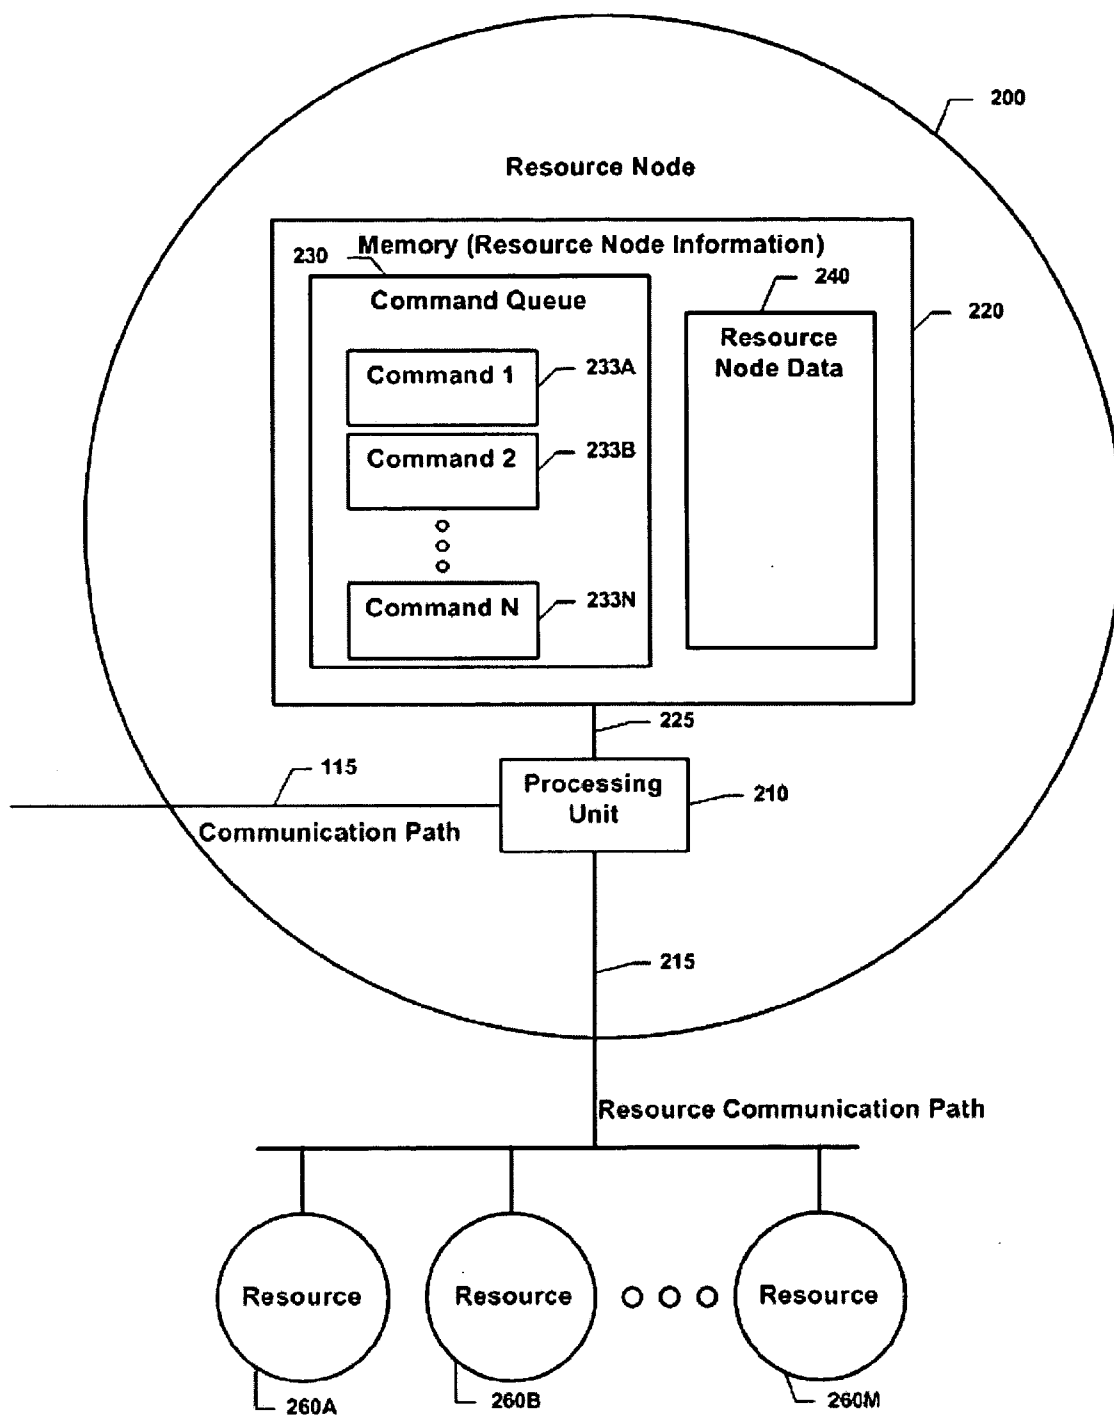 200
Resource Node
Memory (Resource Node Information)
230
240
Command Queue
220
Resource
Node Data
Command 1
233A
Command 2
233B
Command N
233N
225
115
Processing
Unit
210
Communication Path
215
Resource Communication Path
Resource
Resource
Resource
260A
260B
260M